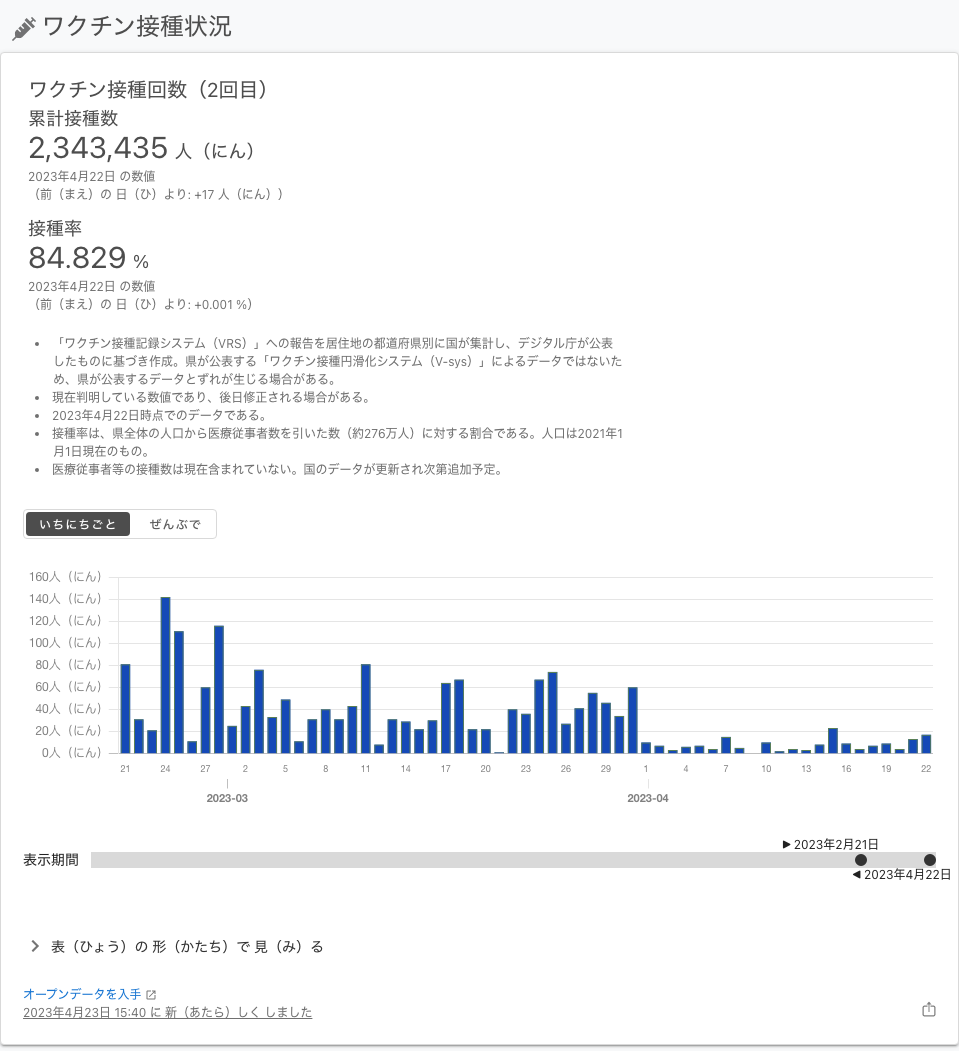 ワクチン接種状況
ワクチン接種回数（2回目）
累計接種数
2,343,435 人（にん）
2023年4月22日 の数値
（前（まえ）の 日（ひ）より: +17 人（にん））
接種率
84.829 %
2023年4月22日 の数値
（前（まえ）の 日（ひ）より: +0.001 %）
• 「ワクチン接種記録システム（VRS）」への報告を居住地の都道府県別に国が集計し、デジタル庁が公表
したものに基づき作成。県が公表する「ワクチン接種円滑化システム（V-sys）」によるデータではないた
め、県が公表するデータとずれが生じる場合がある。
• 現在判明している数値であり、後日修正される場合がある。
• 2023年4月22日時点でのデータである。
• 接種率は、県全体の人口から医療従事者数を引いた数（約276万人）に対する割合である。人口は2021年1
月1日現在のもの。
• 医療従事者等の接種数は現在含まれていない。国のデータが更新され次第追加予定。
いちにちごと ぜんぶで
160人（にん）
140人（にん）
120人（にん）
100人（にん）
80人（にん）
60人（にん）
40人（にん）
20人（にん）
0人（にん）
21 24 27 2 5 8 11 14 17 20 23 26 29 1 4 7 10 13 16 19 22
2023-03 2023-04
▶ 2023年2月21日
表示期間
◀ 2023年4月22日
表（ひょう）の 形（かたち）で 見（み）る
オープンデータを入手
2023年4月23日 15:40 に 新（あたら）しく しました